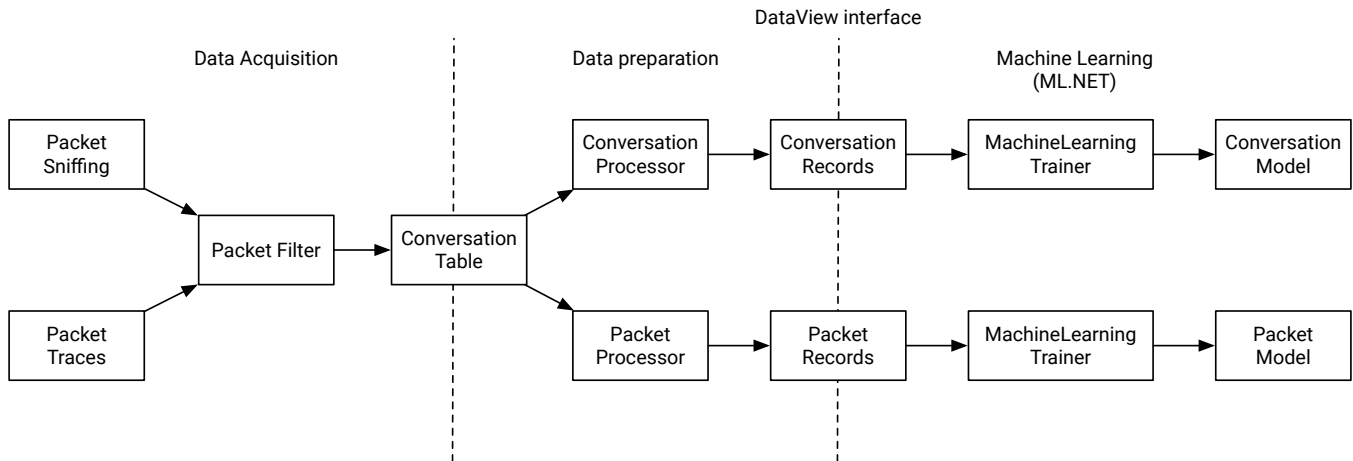 DataView interface
Data Acquisition
Data preparation
Machine Learning
(ML.NET)
Packet
Sniffing
Conversation
Processor
Conversation
Records
MachineLearning
Trainer
Conversation
Model
Packet Filter
Conversation
Table
Packet
Traces
Packet
Processor
Packet
Records
MachineLearning
Trainer
Packet
Model